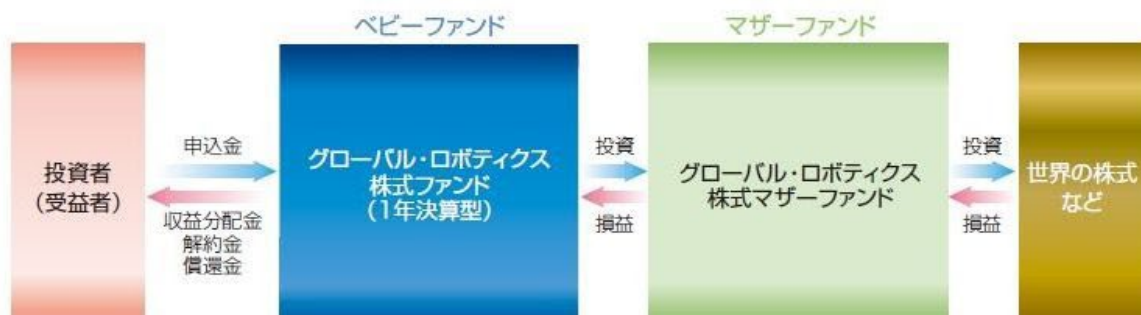 ベビーファンド
マザーファンド
投資者
(受益者)
申込金
収益分配金
解約金
償還金
グローバル・ロボティクス
株式ファンド
(1年決算型)
投資
損益
グローバル・ロボティクス
株式マザーファンド
投資
損益
世界の株式
など